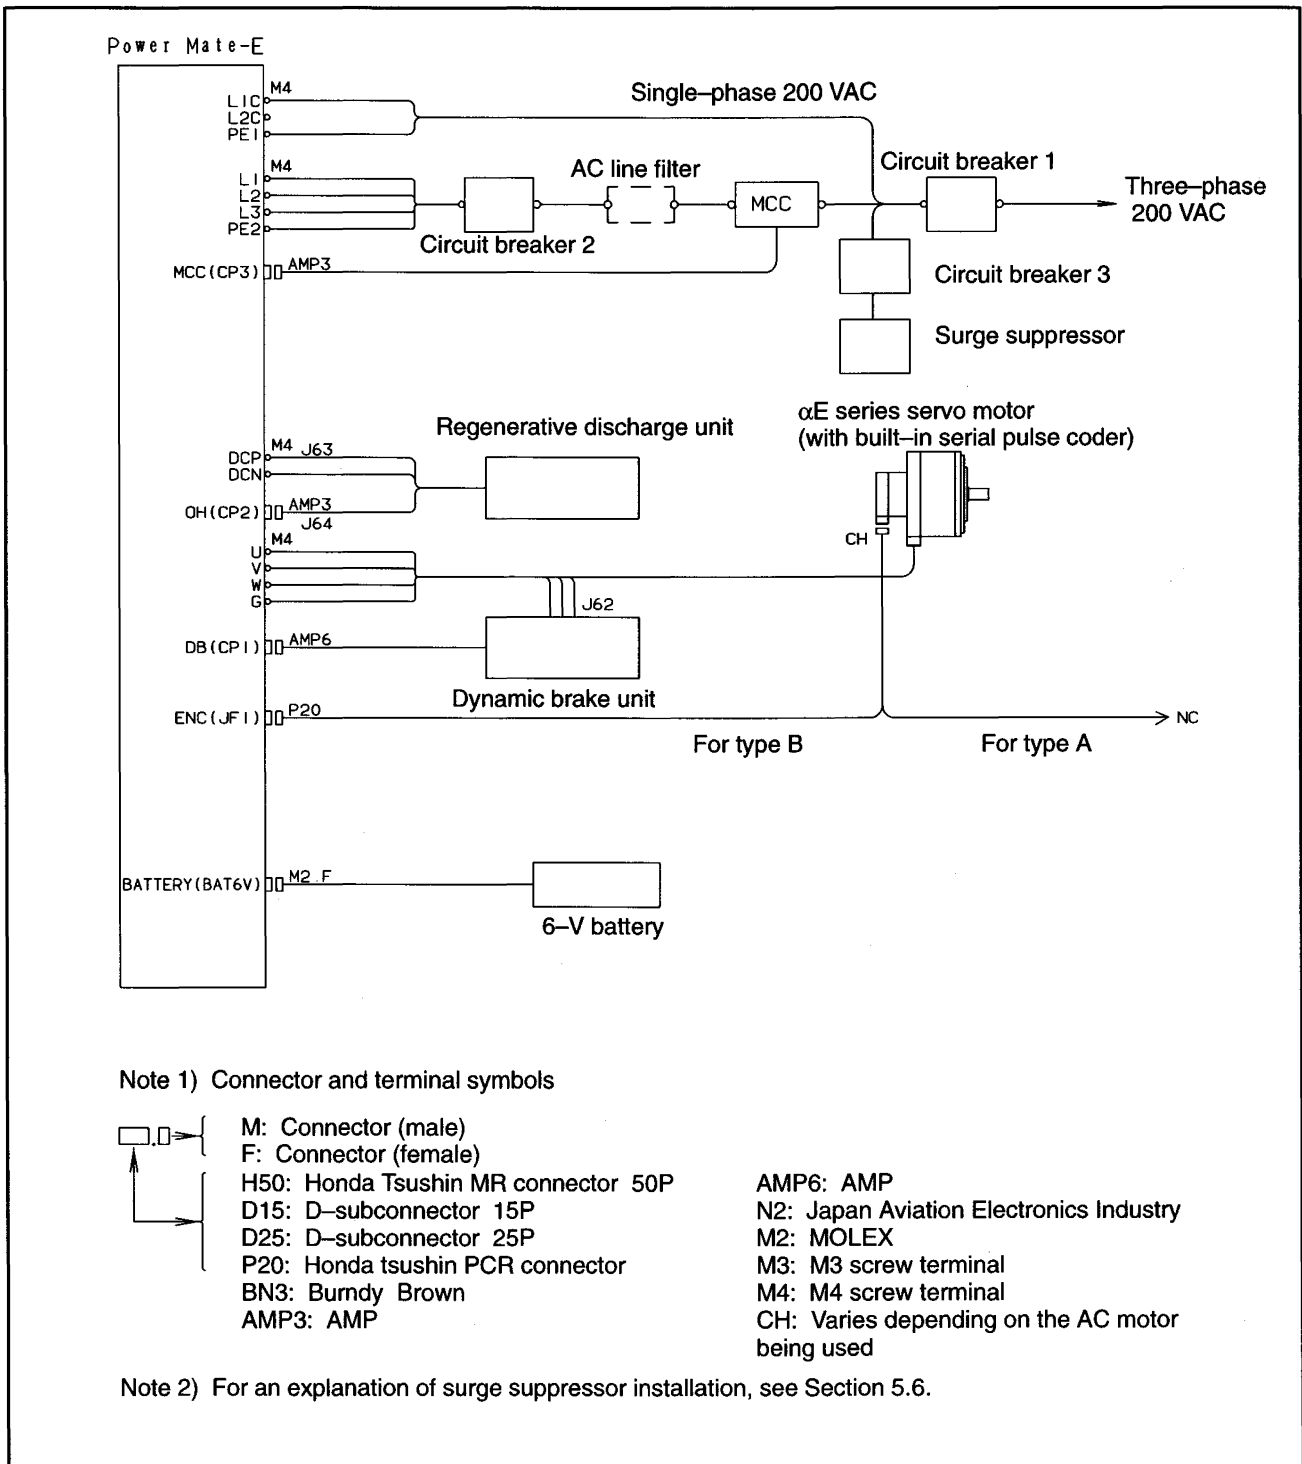 Power Mate-E
M4
L1C
L2C
PE1
Single–phase 200 VAC
M4
L1
L2
L3
PE2
Circuit breaker 2
AC line filter
MCC
Circuit breaker 1
Three–phase
200 VAC
MCC(CP3)
AMP3
Circuit breaker 3
Surge suppressor
αE series servo motor
(with built–in serial pulse coder)
Regenerative discharge unit
M4 J63
DCP
DCN
OH(CP2)
AMP3
J64
CH
M4
U
V
W
G
J62
DB(CP1)
AMP6
Dynamic brake unit
ENC(JF1)
P20
NC
For type B
For type A
BATTERY(BAT6V)
M2.F
6–V battery
Note 1) Connector and terminal symbols
M: Connector (male)
F: Connector (female)
H50: Honda Tsushin MR connector 50P
D15: D–subconnector 15P
D25: D–subconnector 25P
P20: Honda tsushin PCR connector
BN3: Burndy Brown
AMP3: AMP
AMP6: AMP
N2: Japan Aviation Electronics Industry
M2: MOLEX
M3: M3 screw terminal
M4: M4 screw terminal
CH: Varies depending on the AC motor
being used
Note 2) For an explanation of surge suppressor installation, see Section 5.6.